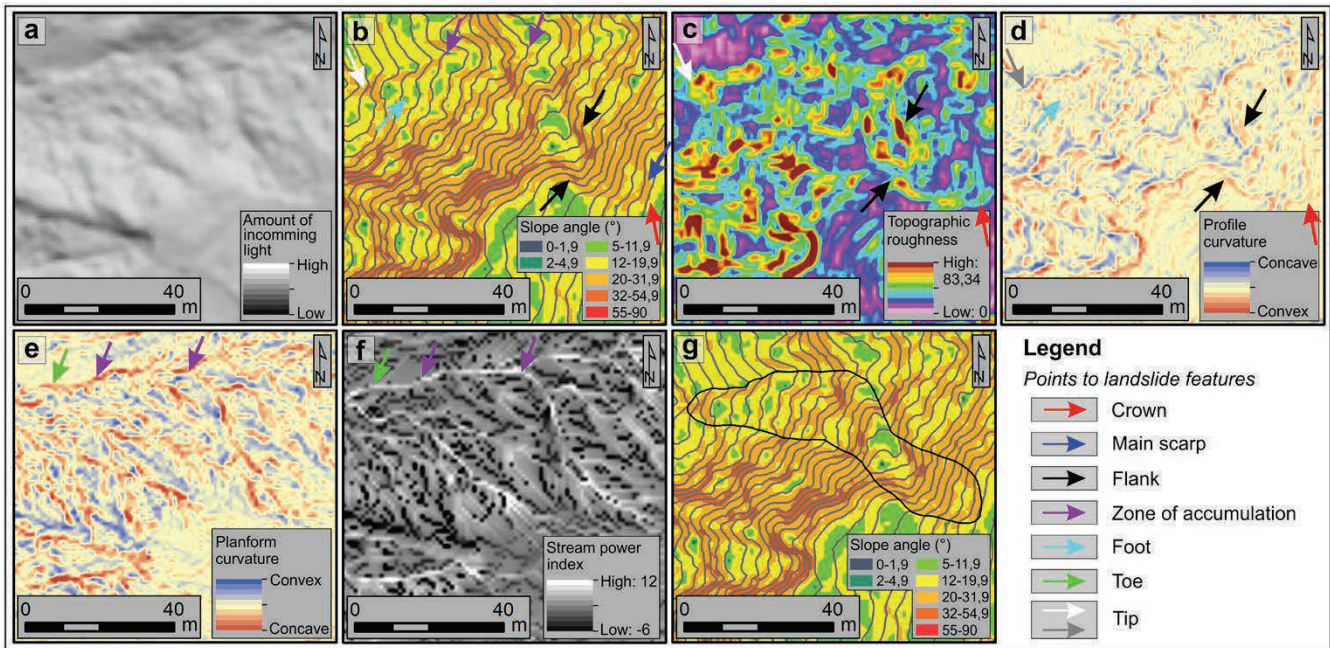 a
N
Amount of
incomming
light
High
Low
0 40
m
b
N
Slope angle (°)
0-1,9 5-11,9
2-4,9 12-19,9
20-31,9
32-54,9
55-90
0 40
m
c
N
Topographic
roughness
High:
83,34
Low: 0
0 40
m
d
N
Profile
curvature
Concave
Convex
0 40
m
e
N
Planform
curvature
Convex
Concave
0 40
m
f
N
Stream power
index
High: 12
Low: -6
0 40
m
g
N
Slope angle (°)
0-1,9 5-11,9
2-4,9 12-19,9
20-31,9
32-54,9
55-90
0 40
m
Legend
Points to landslide features
Crown
Main scarp
Flank
Zone of accumulation
Foot
Toe
Tip